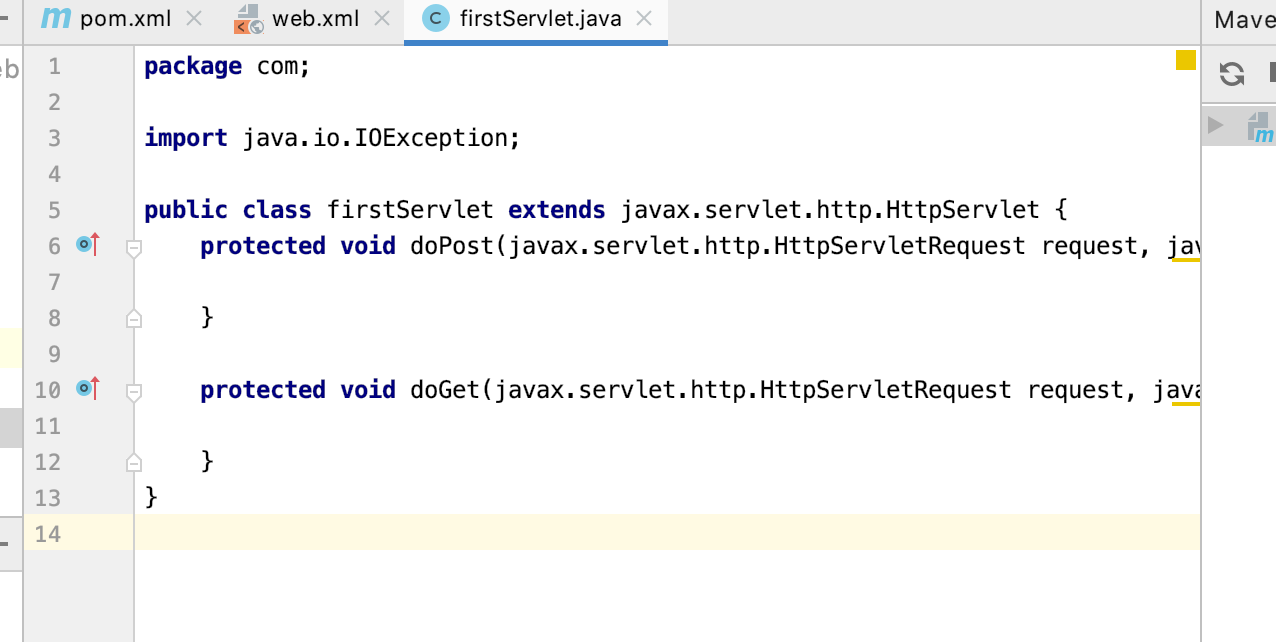 pom.xml web.xml firstServlet.java Mave
eb
1 package com;
2
3 import java.io.IOException;
4
5 public class firstServlet extends javax.servlet.http.HttpServlet {
6 protected void doPost(javax.servlet.http.HttpServletRequest request, jav
7
8 }
9
10 protected void doGet(javax.servlet.http.HttpServletRequest request, java
11
12 }
13 }
14